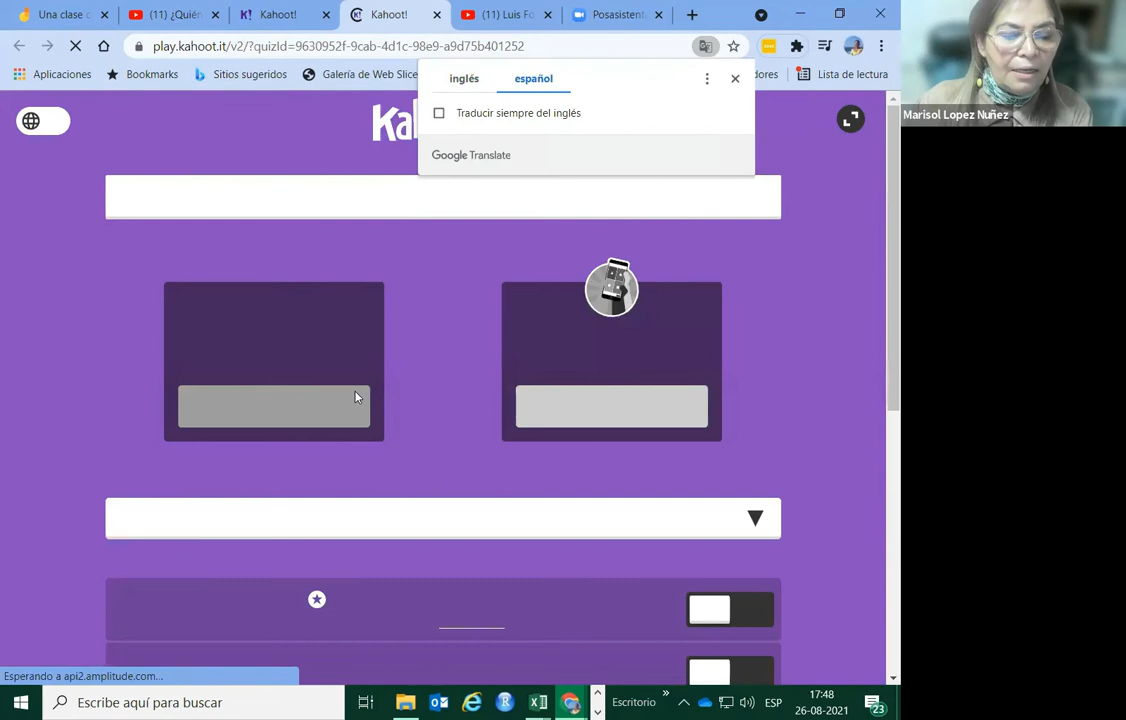 Una clase c
(11) ¿Quién
Kahoot!
Kahoot!
(11) Luis Fo
Posasistent
play.kahoot.it/v2/?quizId=9630952f-9cab-4d1c-98e9-a9d75b401252
Aplicaciones
Bookmarks
Sitios sugeridos
Galería de Web Slice
dores
Lista de lectura
inglés
español
Traducir siempre del inglés
Google Translate
Kah
Marisol Lopez Nuñez
Esperando a api2.amplitude.com...
Escribe aquí para buscar
Escritorio
ESP
17:48
26-08-2021
23